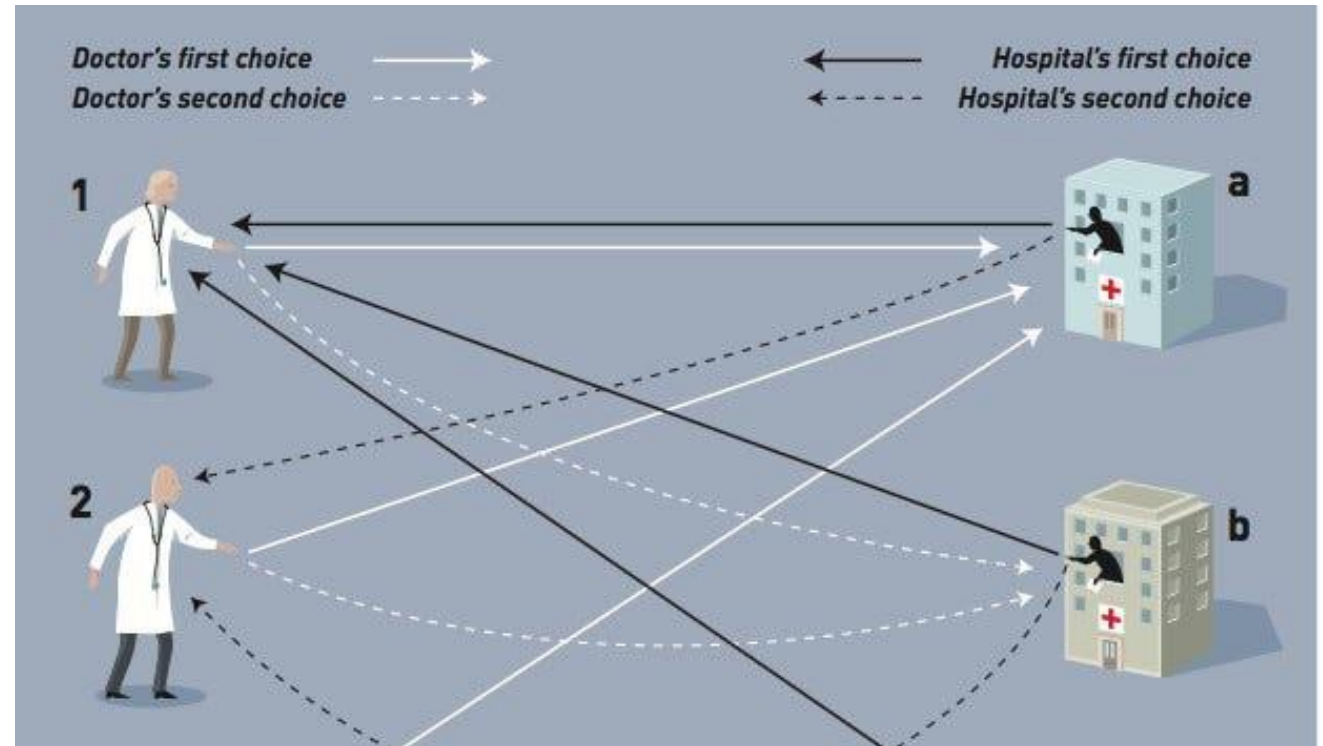 Doctor's first choice
Hospital's first choice
Doctor's second choice
Hospital's second choice
1
a
2
b